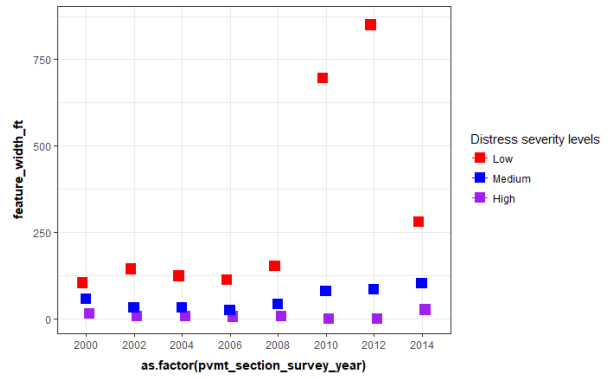 750
500
250
0
feature_width_ft
2000 2002 2004 2006 2008 2010 2012 2014
as.factor(pvmt_section_survey_year)
Distress severity levels
Low
Medium
High